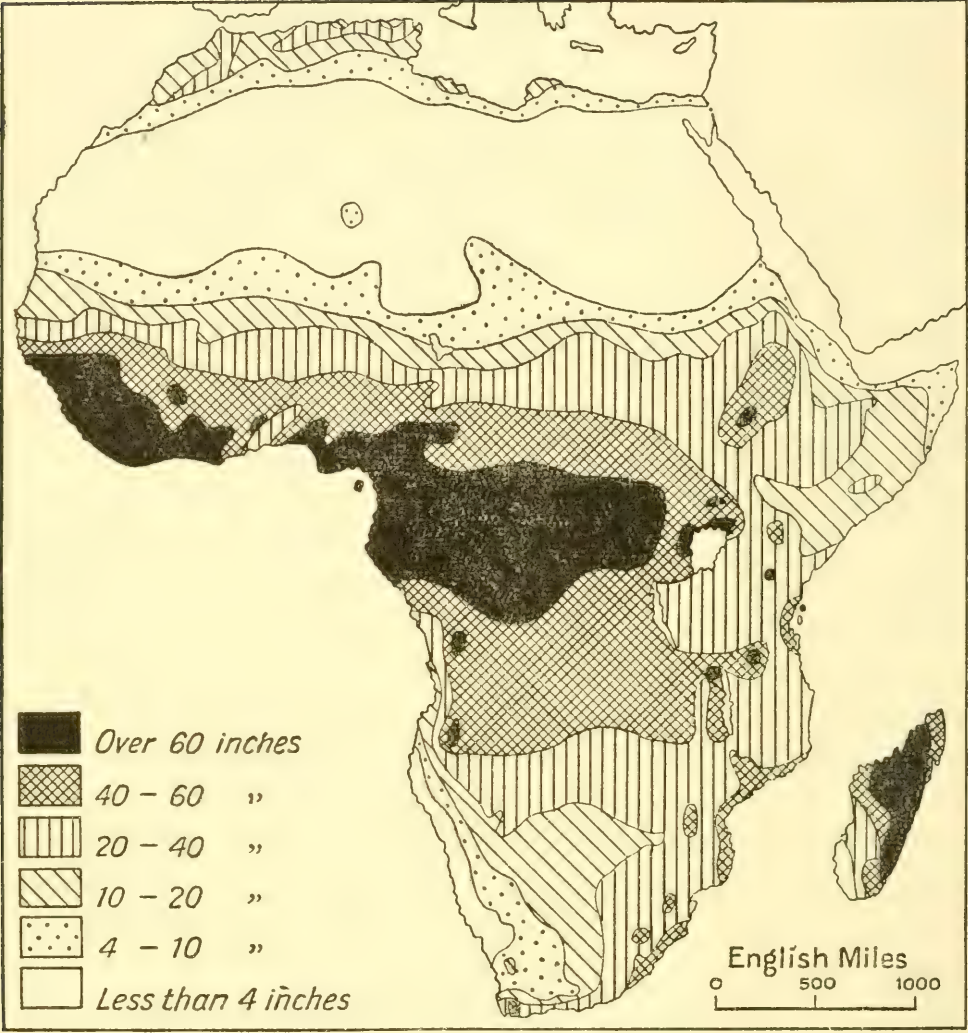 Over 60 inches
40 – 60 „
20 – 40 „
10 – 20 „
4 – 10 „
Less than 4 inches
English Miles
0 500 1000